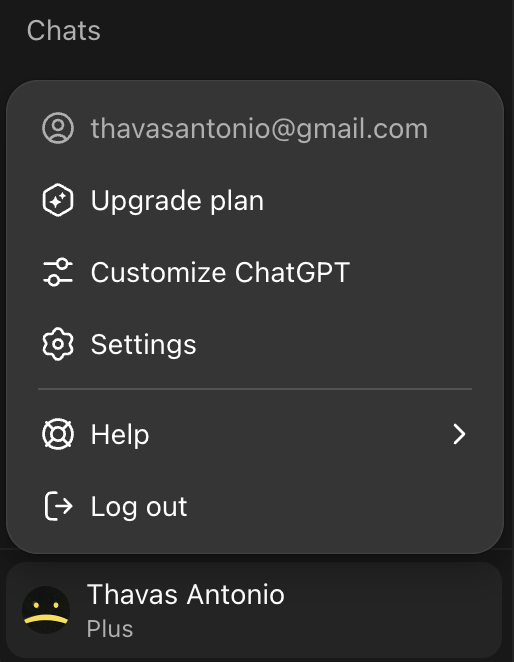 Chats
thavasantonio@gmail.com
Upgrade plan
Customize ChatGPT
Settings
Help
Log out
Thavas Antonio
Plus